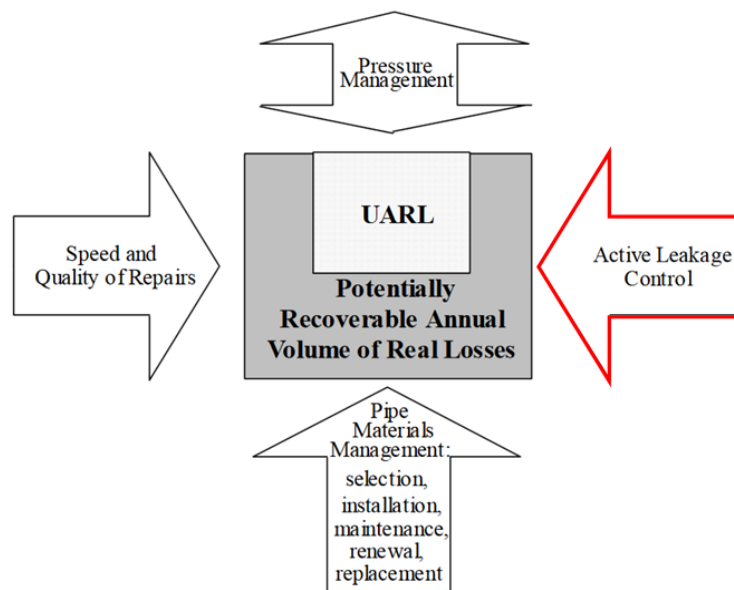 Pressure
Management
UARL
Speed and
Quality of Repairs
Active Leakage
Control
Potentially
Recoverable Annual
Volume of Real Losses
Pipe
Materials
Management:
selection,
installation,
maintenance,
renewal,
replacement